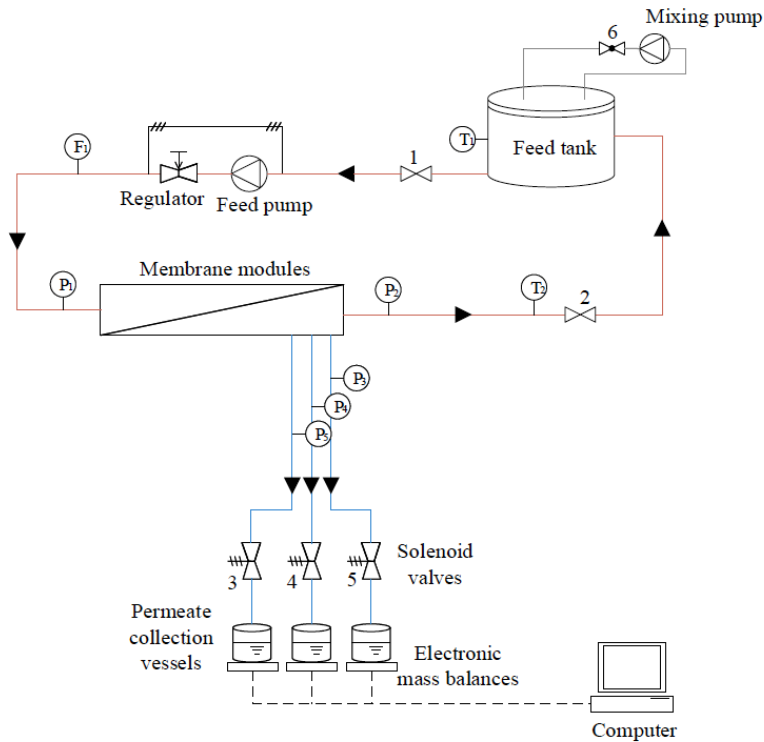 Mixing pump
6
T1
Feed tank
1
F1
Regulator
Feed pump
P1
Membrane modules
P2
T2
2
P3
P4
P5
3
4
5
Solenoid
valves
Permeate
collection
vessels
Electronic
mass balances
Computer